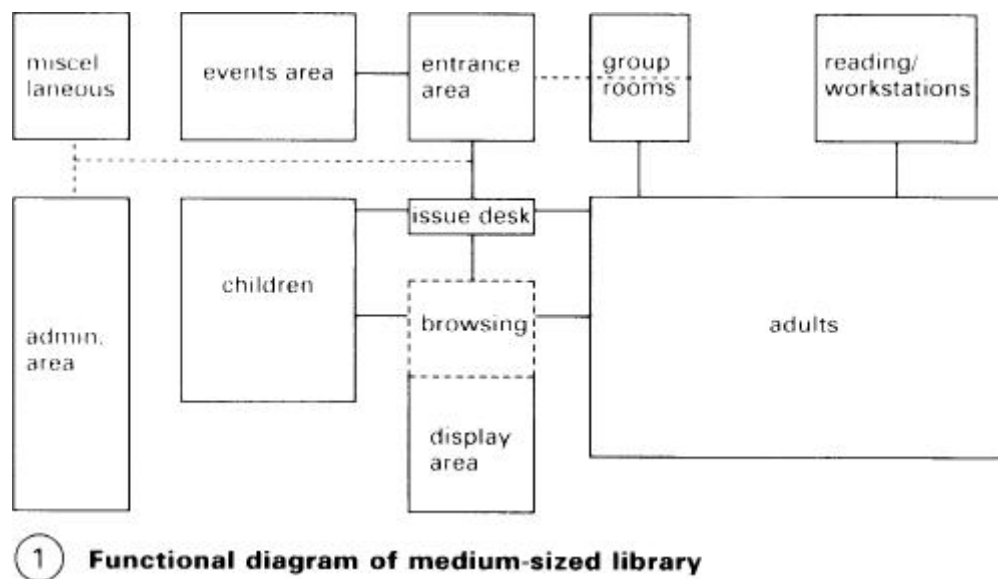 miscel
laneous
events area
entrance
area
group
rooms
reading/
workstations
issue desk
children
browsing
adults
admin.
area
display
area
1 Functional diagram of medium-sized library